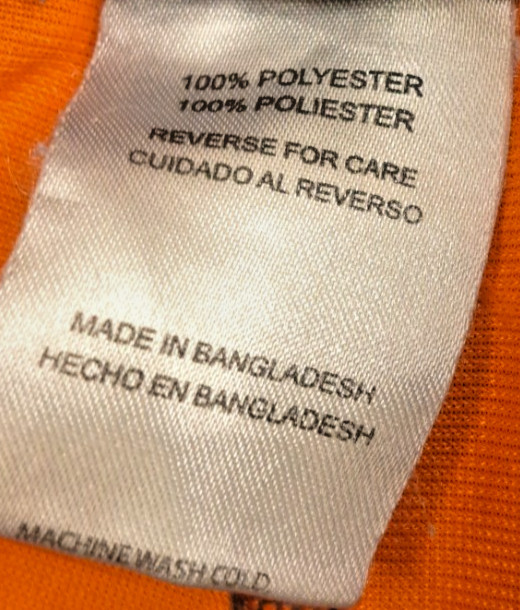 100% POLYESTER
100% POLIESTER
REVERSE FOR CARE
CUIDADO AL REVERSO
MADE IN BANGLADESH
HECHO EN BANGLADESH
MACHINE WASH COLD